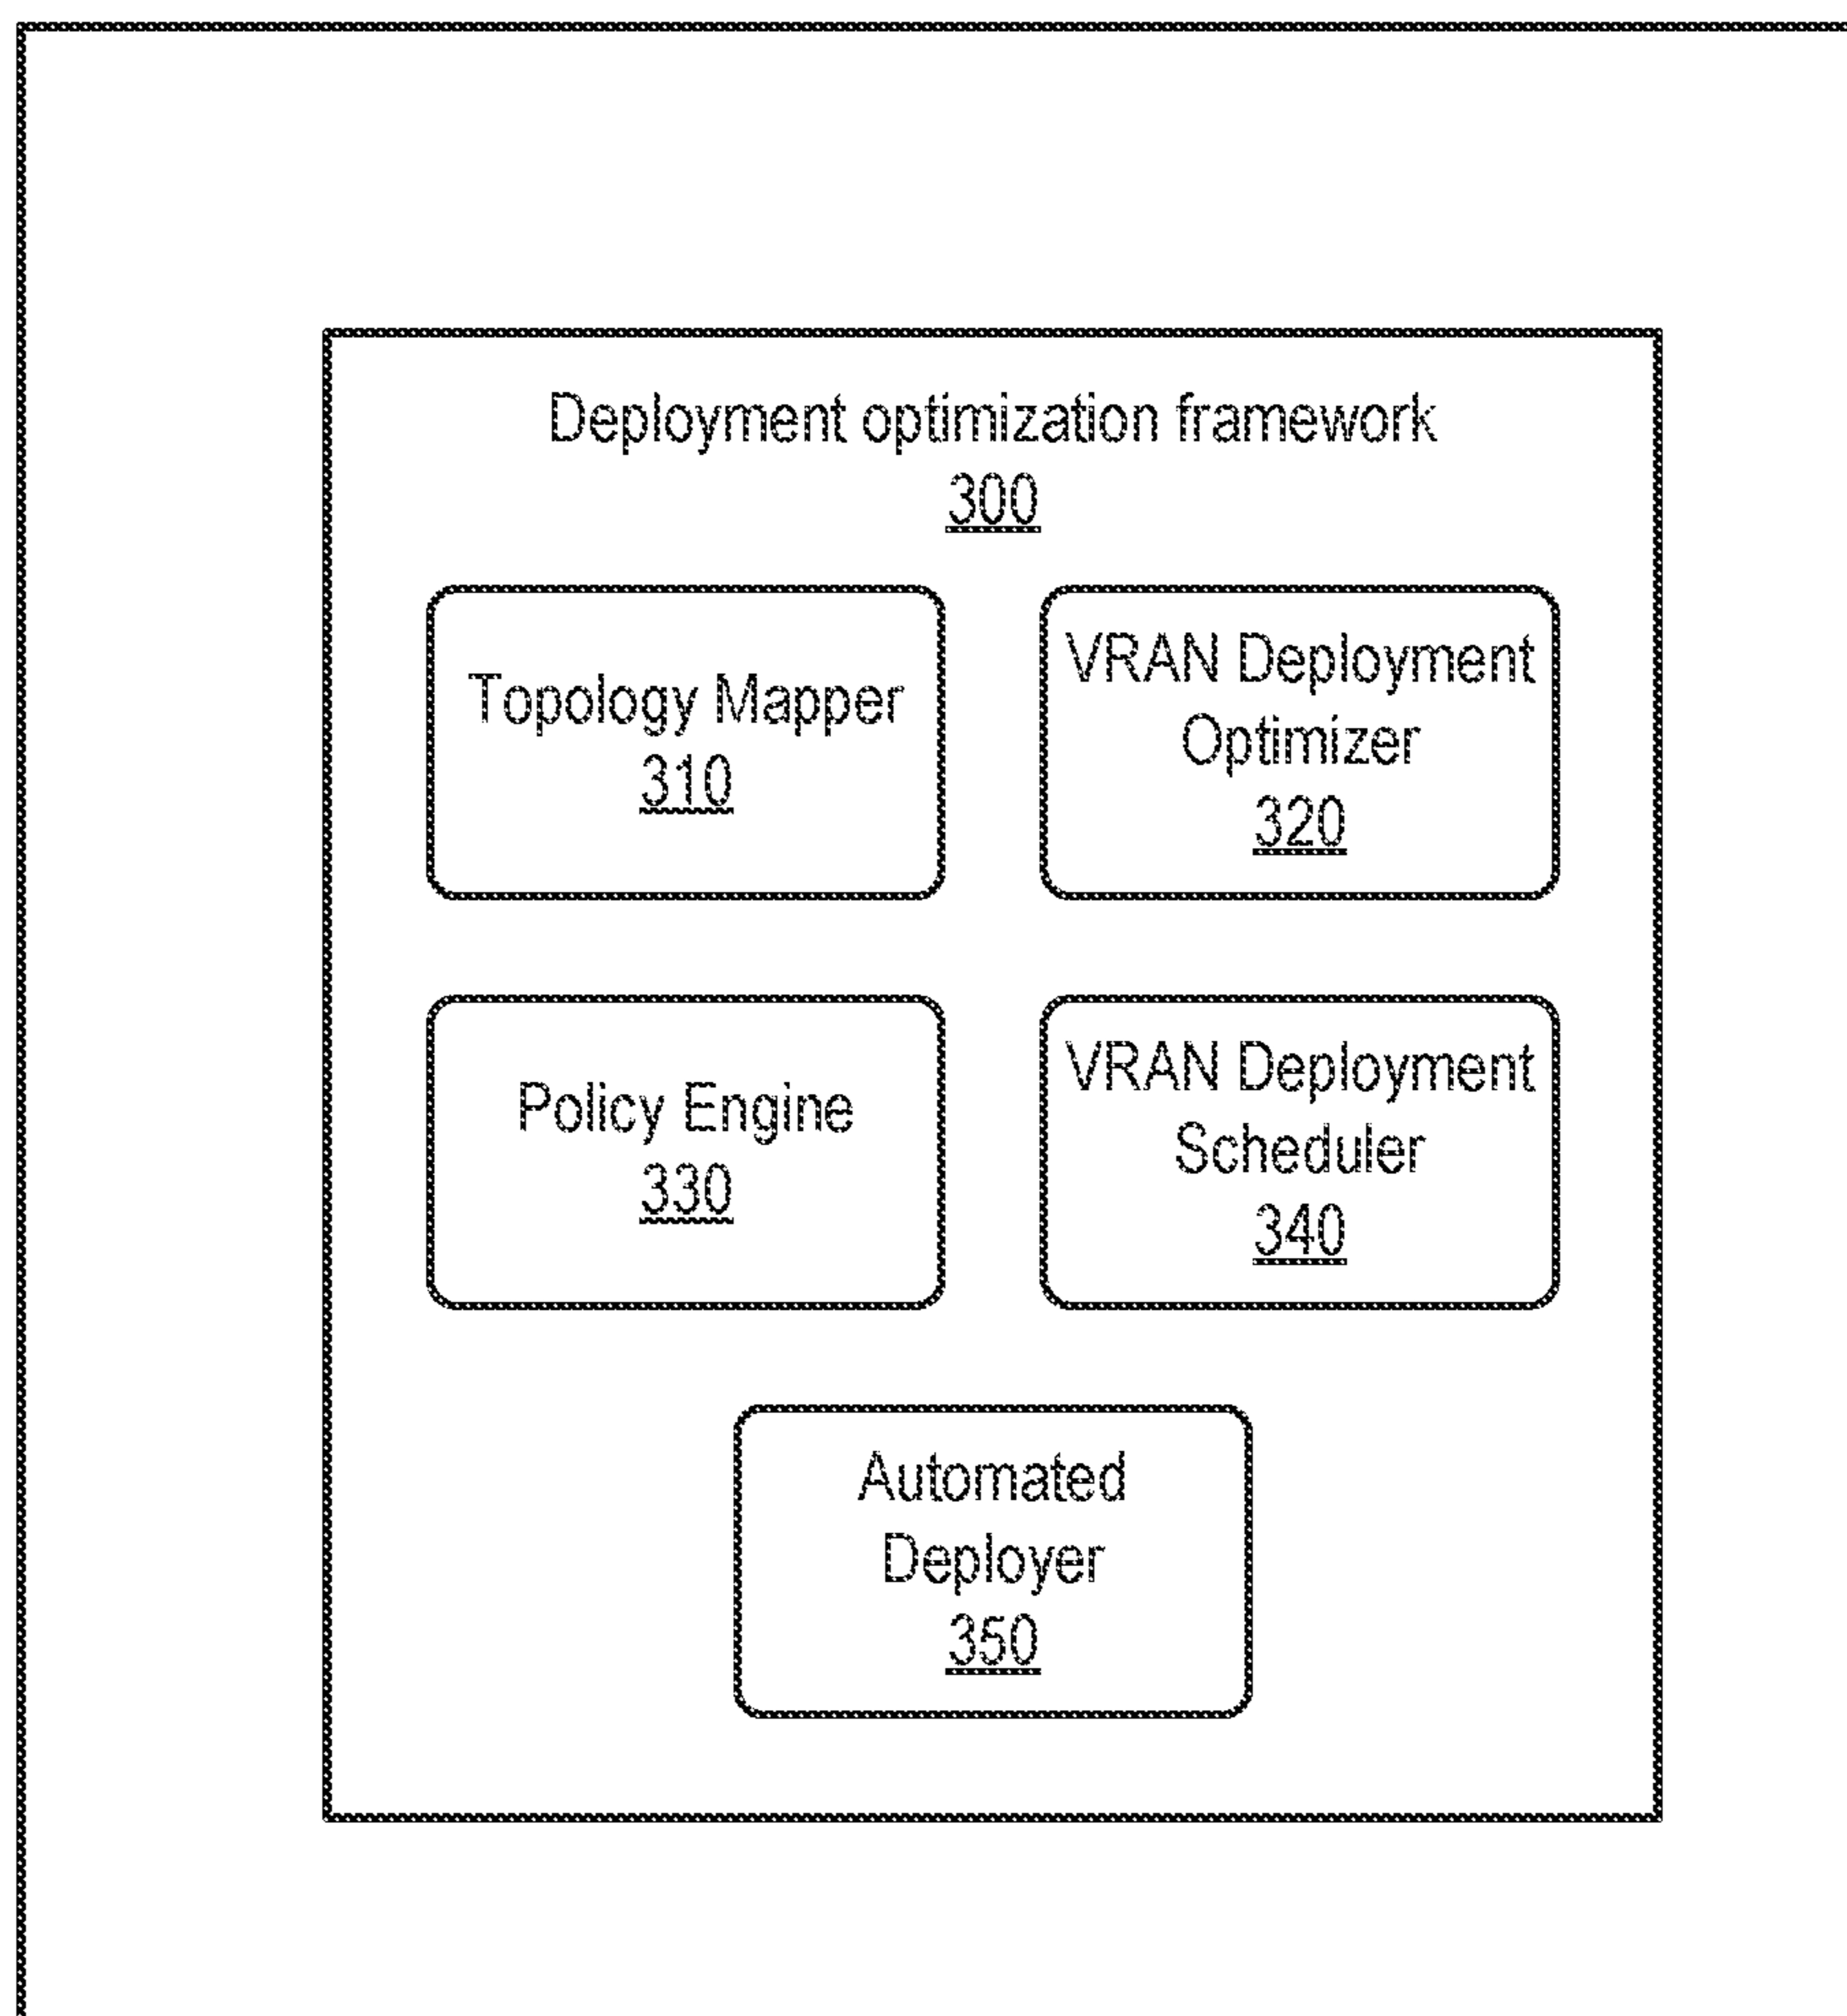 Deployment optimization framework
300
Topology Mapper
310
VRAN Deployment
Optimizer
320
Policy Engine
330
VRAN Deployment
Scheduler
340
Automated
Deployer
350